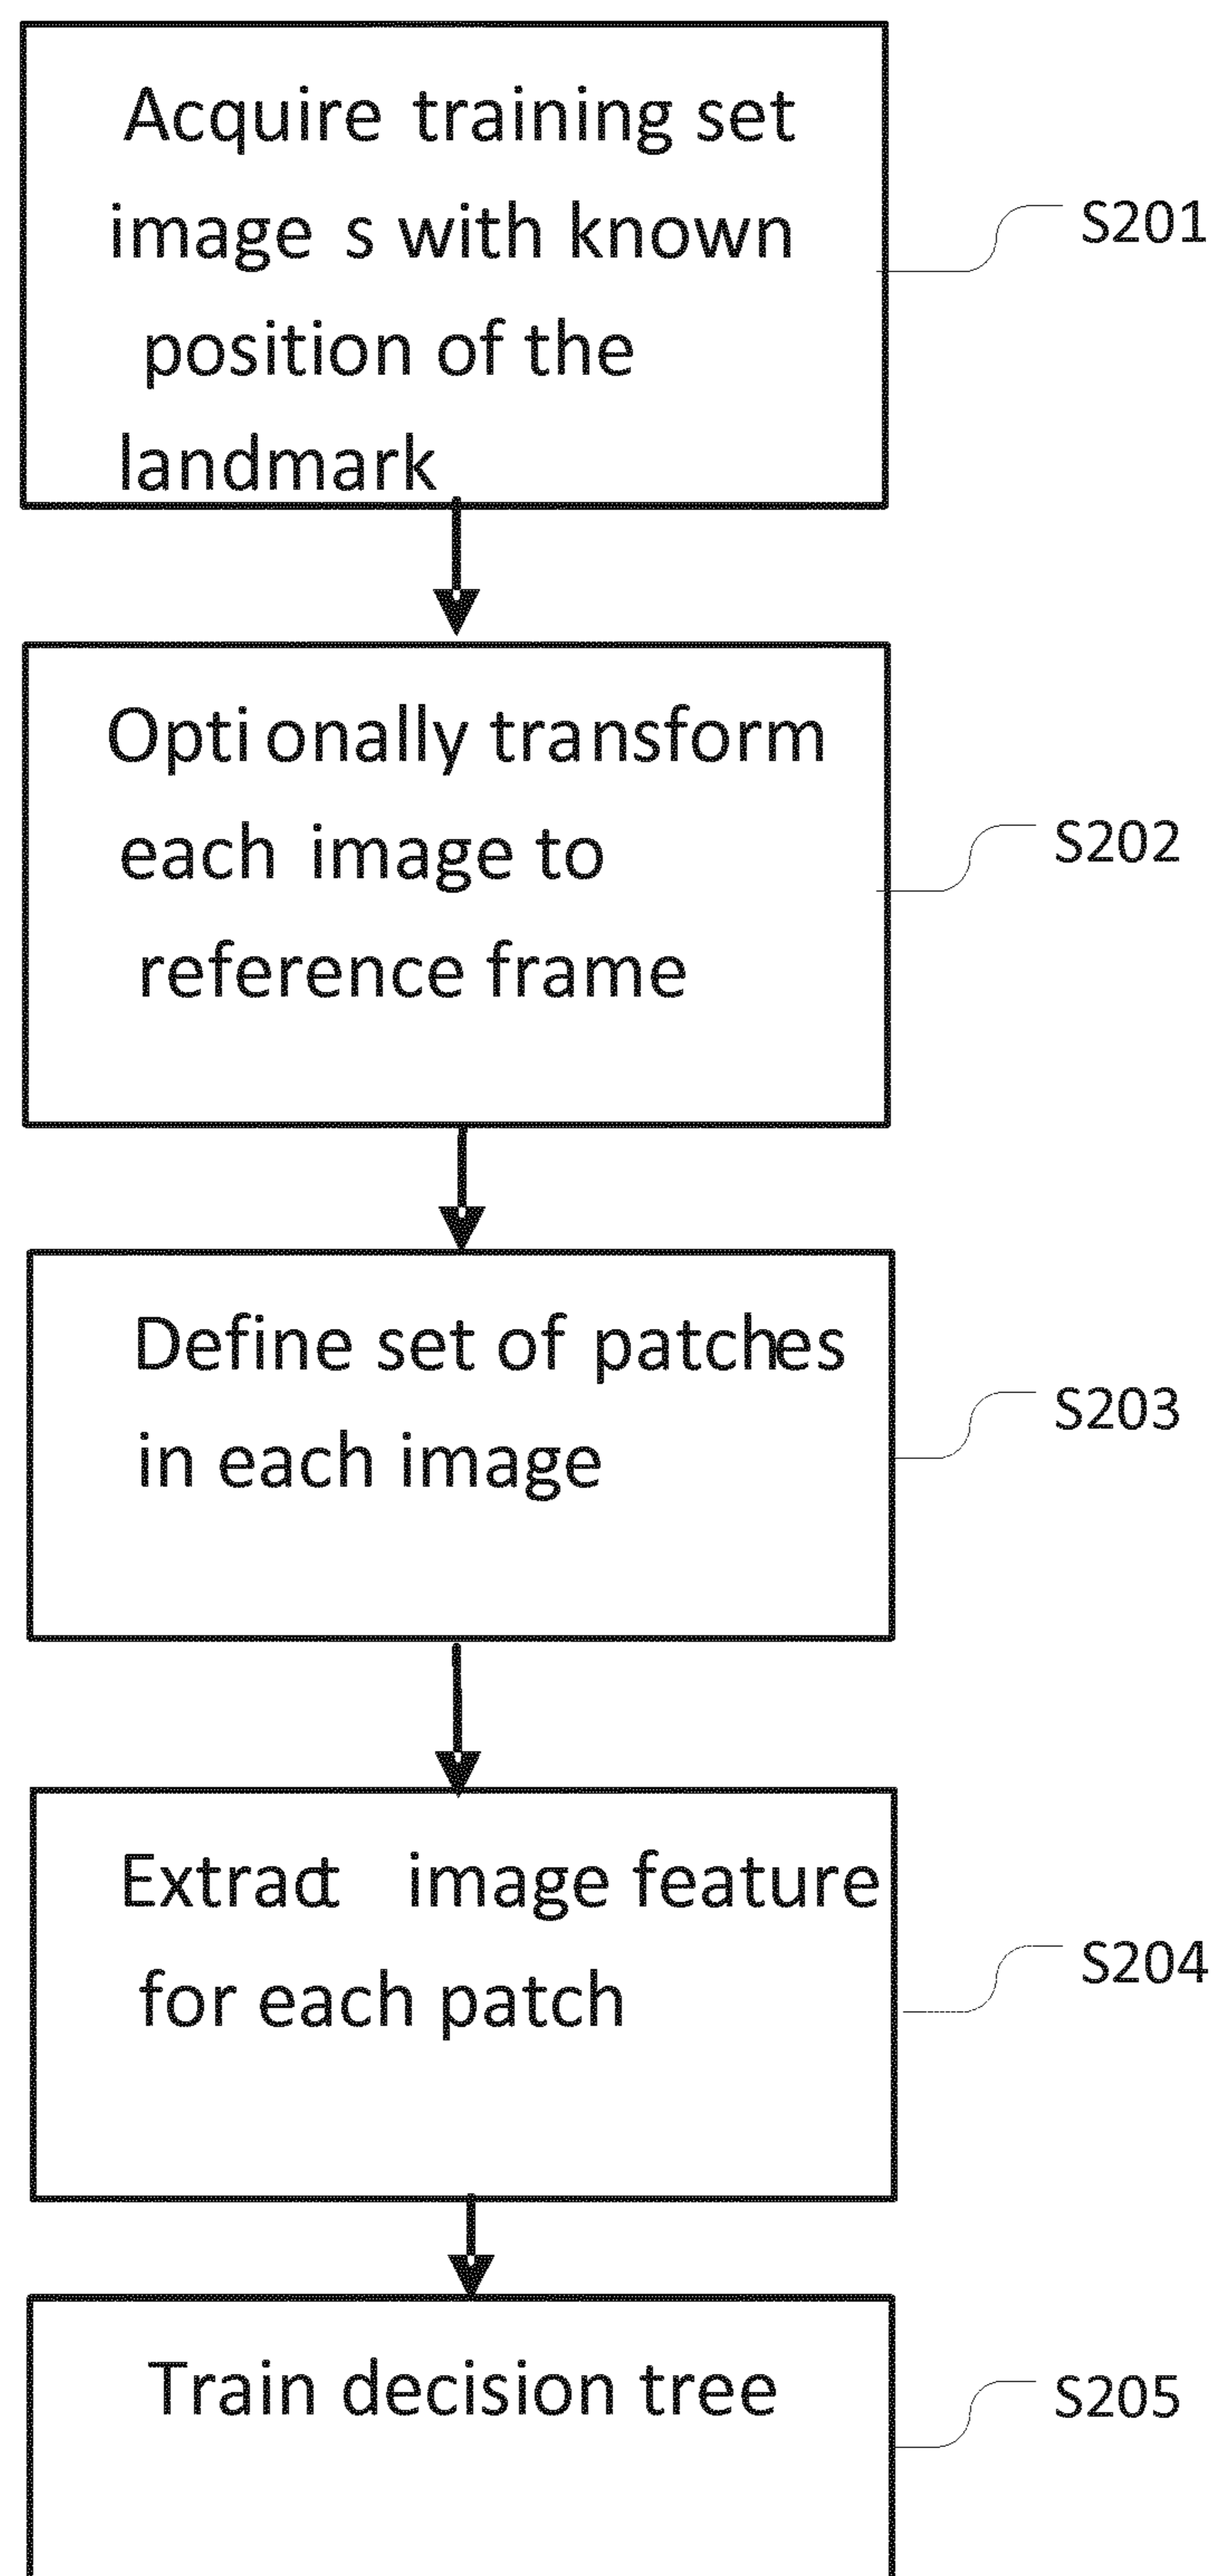 Acquire training set
image s with known
position of the
landmark
S201
Opti onally transform
each image to
reference frame
S202
Define set of patches
in each image
S203
Extract image feature
for each patch
S204
Train decision tree
S205